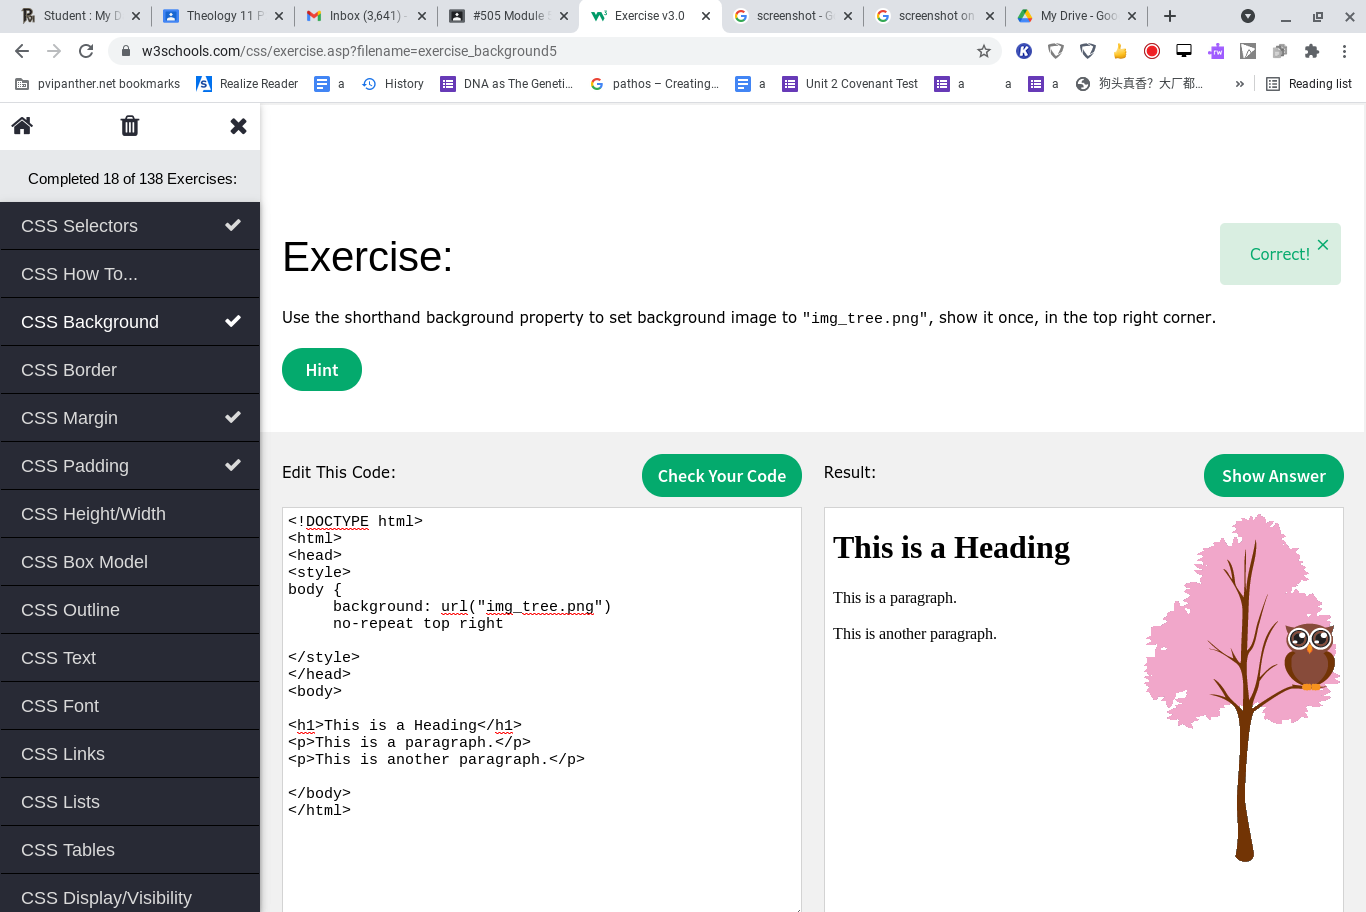 Student : My D
Theology 11 P
Inbox (3,641) -
#505 Module 5
Exercise v3.0
screenshot - G
screenshot on
My Drive - Goo
w3schools.com/css/exercise.asp?filename=exercise_background5
pvipanther.net bookmarks
Realize Reader
a
History
DNA as The Geneti...
pathos – Creating...
a
Unit 2 Covenant Test
a
a
a
狗头真香？大厂都...
»
Reading list
Completed 18 of 138 Exercises:
CSS Selectors
CSS How To...
CSS Background
CSS Border
CSS Margin
CSS Padding
CSS Height/Width
CSS Box Model
CSS Outline
CSS Text
CSS Font
CSS Links
CSS Lists
CSS Tables
CSS Display/Visibility
Exercise:
Correct!
Use the shorthand background property to set background image to "img_tree.png", show it once, in the top right corner.
Hint
Edit This Code:
Check Your Code
<!DOCTYPE html>
<html>
<head>
<style>
body {
background: url("img_tree.png")
no-repeat top right
</style>
</head>
<body>
<h1>This is a Heading</h1>
<p>This is a paragraph.</p>
<p>This is another paragraph.</p>
</body>
</html>
Result:
Show Answer
This is a Heading
This is a paragraph.
This is another paragraph.